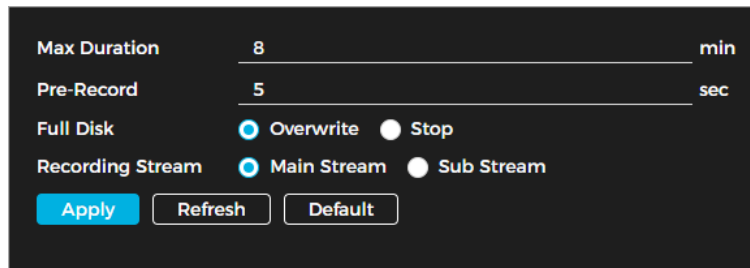 Max Duration 8 min
Pre-Record 5 sec
Full Disk Overwrite Stop
Recording Stream Main Stream Sub Stream
Apply Refresh Default